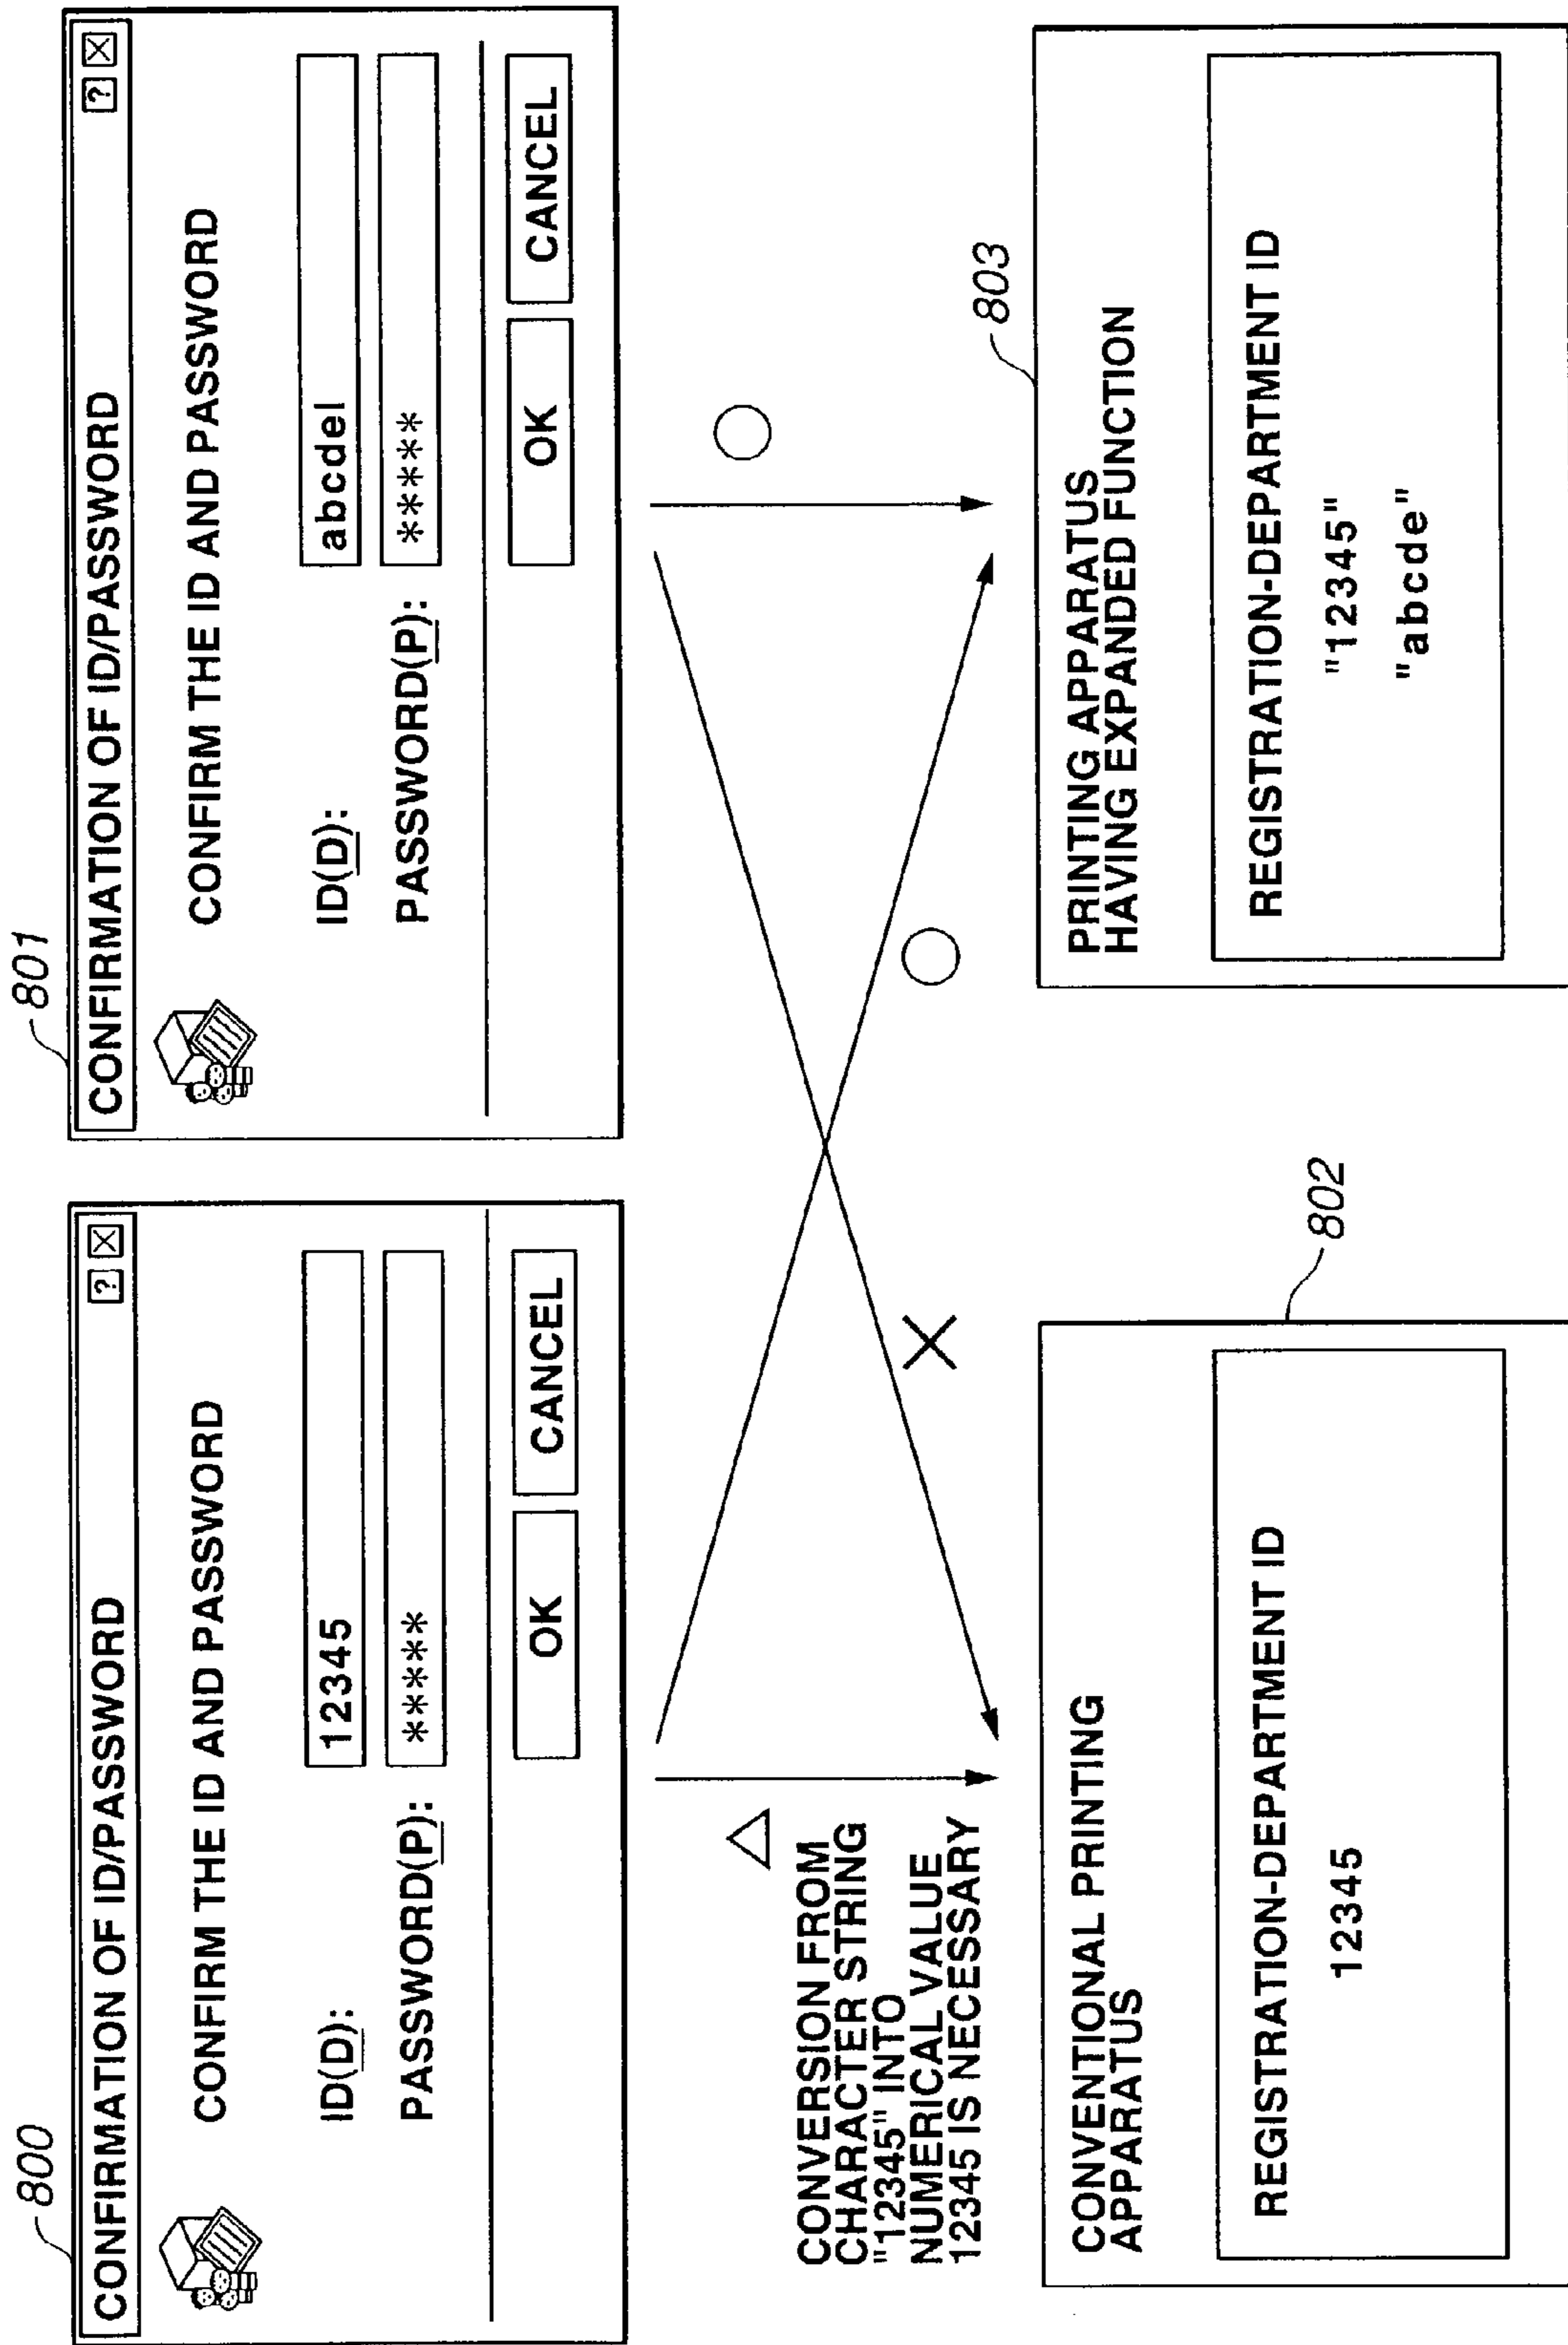 800
CONFIRMATION OF ID/PASSWORD
? X
CONFIRM THE ID AND PASSWORD
ID(D):
12345
PASSWORD(P):
*****
OK
CANCEL
801
CONFIRMATION OF ID/PASSWORD
? X
CONFIRM THE ID AND PASSWORD
ID(D):
abcdel
PASSWORD(P):
*****
OK
CANCEL
CONVERSION FROM
CHARACTER STRING
"12345" INTO
NUMERICAL VALUE
12345 IS NECESSARY
802
CONVENTIONAL PRINTING
APPARATUS
REGISTRATION-DEPARTMENT ID
12345
803
PRINTING APPARATUS
HAVING EXPANDED FUNCTION
REGISTRATION-DEPARTMENT ID
"12345"
"abcde"